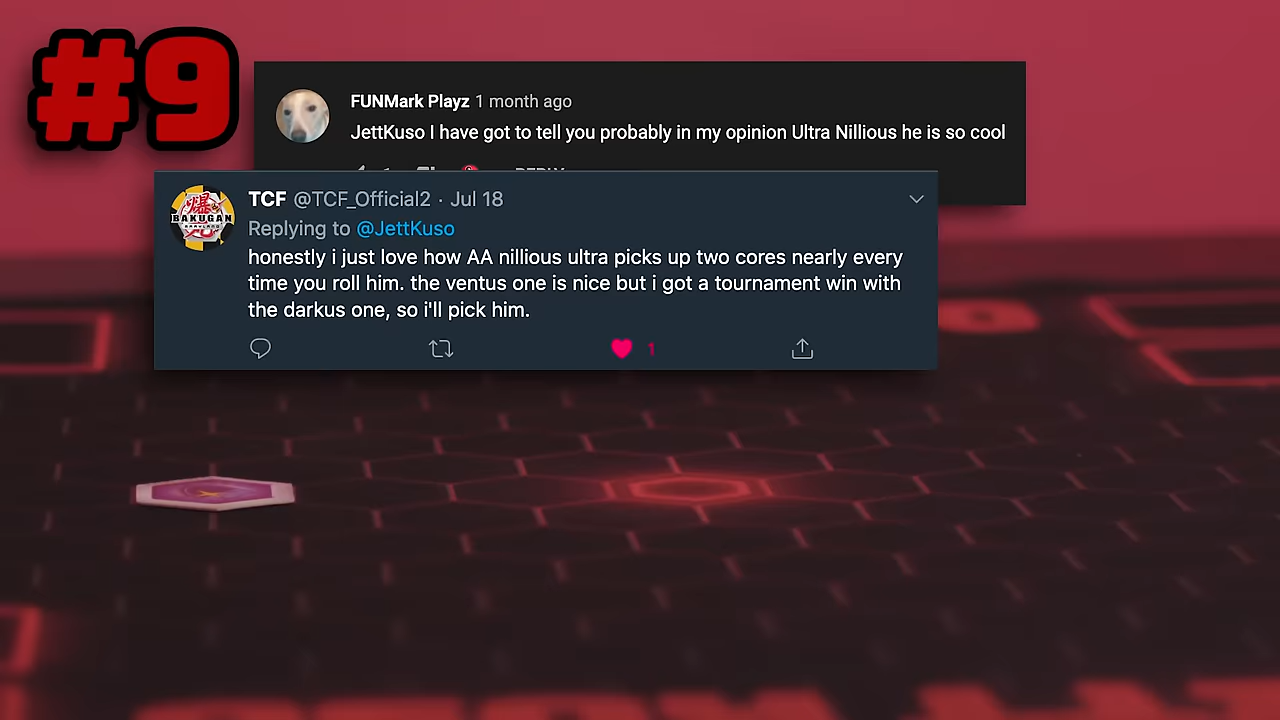 #9
FUNMark Playz 1 month ago
JettKuso I have got to tell you probably in my opinion Ultra Nillious he is so cool
REPLY
TCF @TCF_Official2 · Jul 18
Replying to @JettKuso
honestly i just love how AA nillious ultra picks up two cores nearly every
time you roll him. the ventus one is nice but i got a tournament win with
the darkus one, so i'll pick him.
1
爆
BAKUGAN